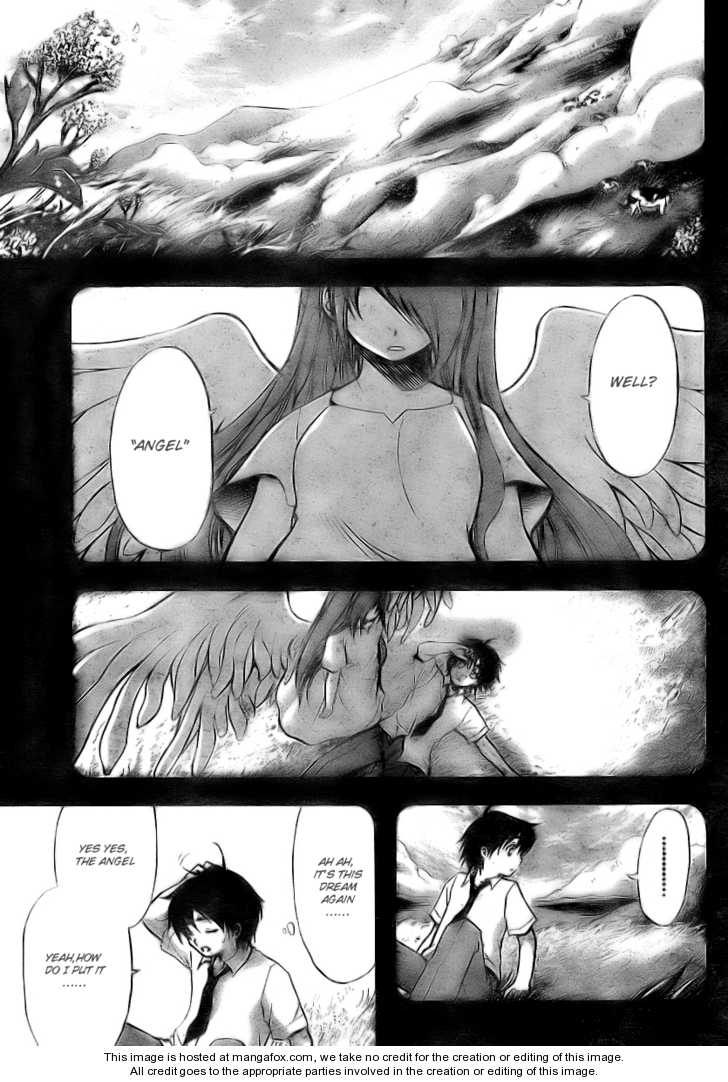 WELL?
"ANGEL"
............
AH AH,
IT'S THIS
DREAM
AGAIN
......
YES YES,
THE ANGEL
YEAH,HOW
DO I PUT IT
......
This image is hosted at mangafox.com, we take no credit for the creation or editing of this image.
All credit goes to the appropriate parties involved in the creation or editing of this image.